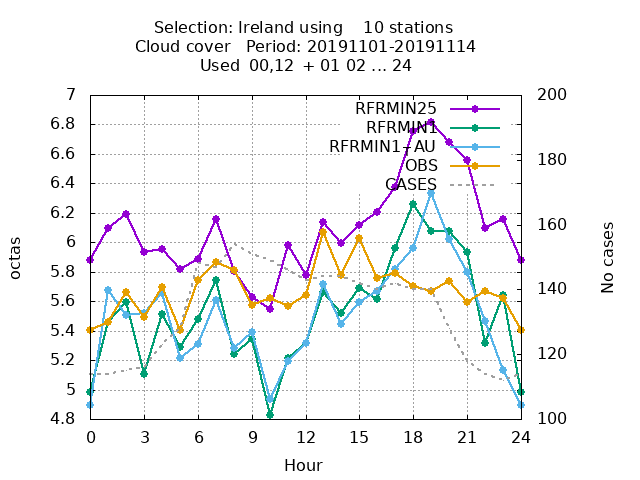 Selection: Ireland using 10 stations
Cloud cover Period: 20191101-20191114
Used 00,12 + 01 02 ... 24
7
6.8
6.6
6.4
6.2
6
5.8
5.6
5.4
5.2
5
4.8
octas
RFRMIN25
RFRMIN1
RFRMIN1+AU
OBS
CASES
200
180
160
140
120
100
No cases
0 3 6 9 12 15 18 21 24
Hour